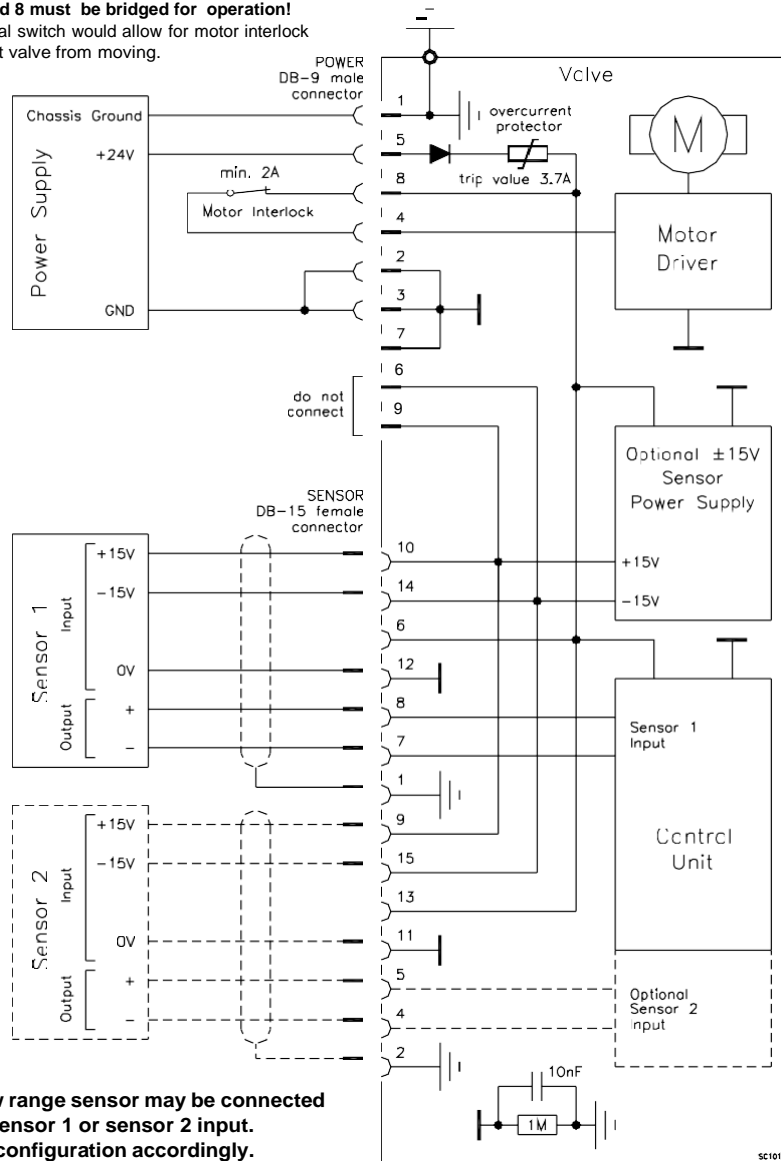 d 8 must be bridged for operation!
al switch would allow for motor interlock
t valve from moving.
POWER
DB-9 male
connector
Valve
Power Supply
Chassis Ground
+24V
GND
min. 2A
Motor Interlock
1
5
8
4
2
3
7
6
9
overcurrent
protector
trip value 3.7A
M
Motor
Driver
do not
connect
Optional ±15V
Sensor
Power Supply
+15V
-15V
SENSOR
DB-15 female
connector
Sensor 1
Input
+15V
-15V
0V
Output
+
-
10
14
6
12
8
7
1
Sensor 1
Input
Control
Unit
Sensor 2
Input
+15V
-15V
0V
Output
+
-
9
15
13
11
5
4
2
Optional
Sensor 2
Input
10nF
1M
range sensor may be connected
ensor 1 or sensor 2 input.
configuration accordingly.